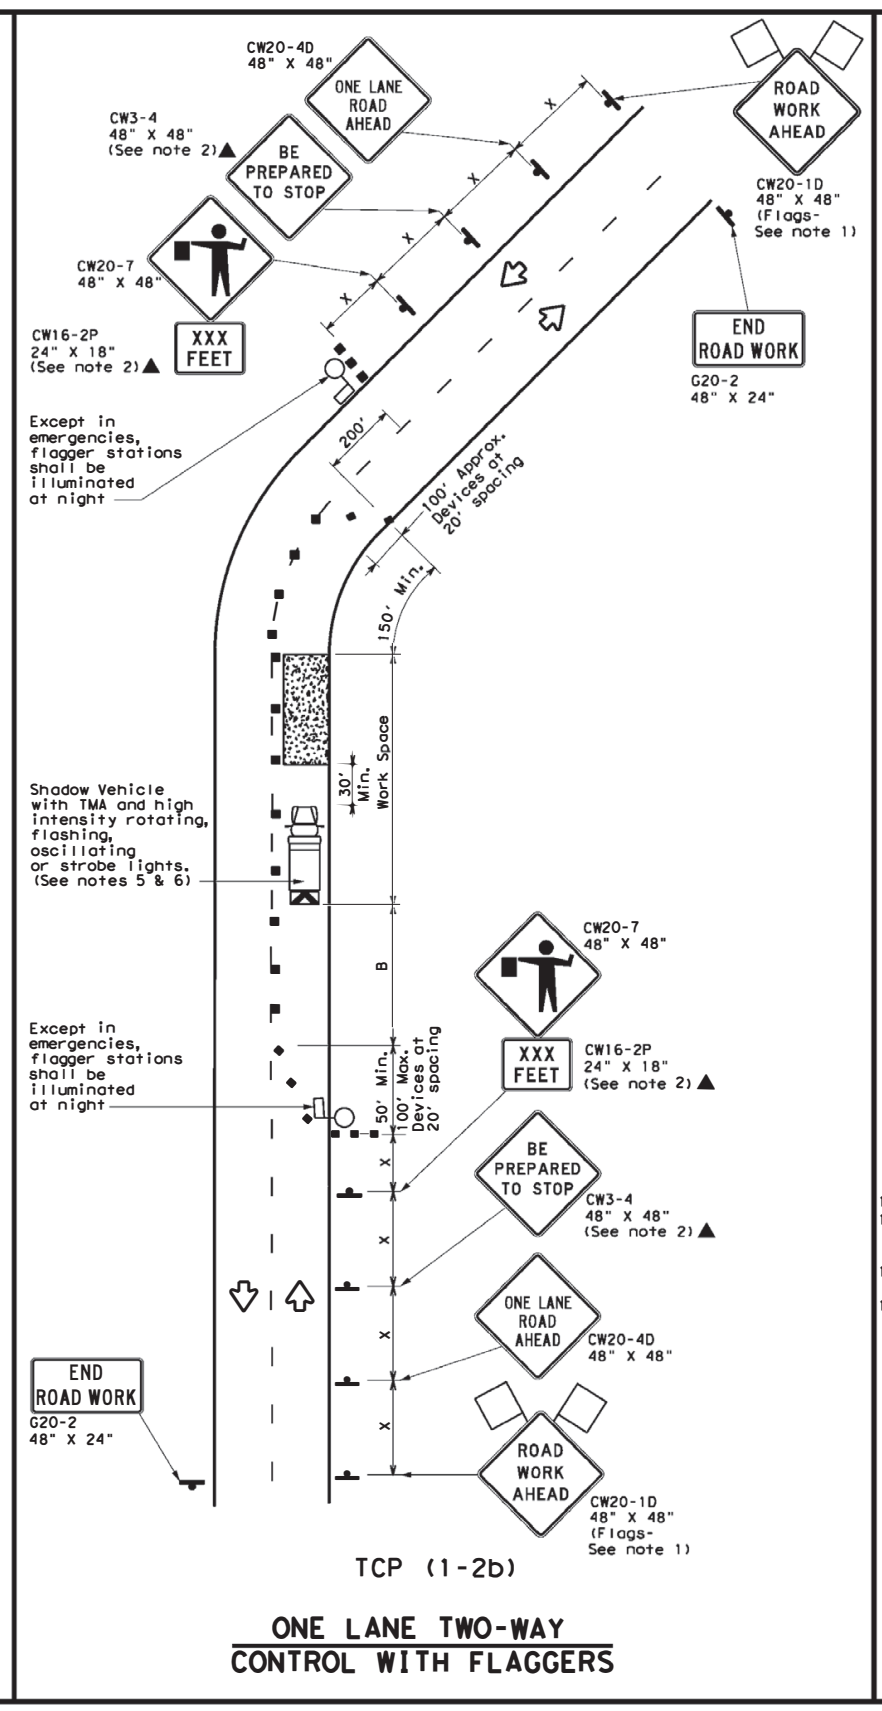 CW20-4D
48" X 48"
ONE LANE
ROAD
AHEAD
CW3-4
48" X 48"
(See note 2)▲
BE
PREPARED
TO STOP
CW20-7
48" X 48"
CW16-2P
24" X 18"
(See note 2)▲
XXX
FEET
X
X
X
X
ROAD
WORK
AHEAD
CW20-1D
48" X 48"
(Flags-
See note 1)
END
ROAD WORK
G20-2
48" X 24"
Except in
emergencies,
flagger stations
shall be
illuminated
at night
200'
100' Approx.
Devices at
20' spacing
150' Min.
Work Space
30'
Min.
Shadow Vehicle
with TMA and high
intensity rotating,
flashing,
oscillating
or strobe lights.
(See notes 5 & 6)
B
CW20-7
48" X 48"
XXX
FEET
CW16-2P
24" X 18"
(See note 2)▲
Except in
emergencies,
flagger stations
shall be
illuminated
at night
50' Min.
100' Max.
Devices at
20' spacing
X
X
X
X
BE
PREPARED
TO STOP
CW3-4
48" X 48"
(See note 2)▲
ONE LANE
ROAD
AHEAD
CW20-4D
48" X 48"
END
ROAD WORK
G20-2
48" X 24"
ROAD
WORK
AHEAD
CW20-1D
48" X 48"
(Flags-
See note 1)
TCP (1-2b)
ONE LANE TWO-WAY
CONTROL WITH FLAGGERS